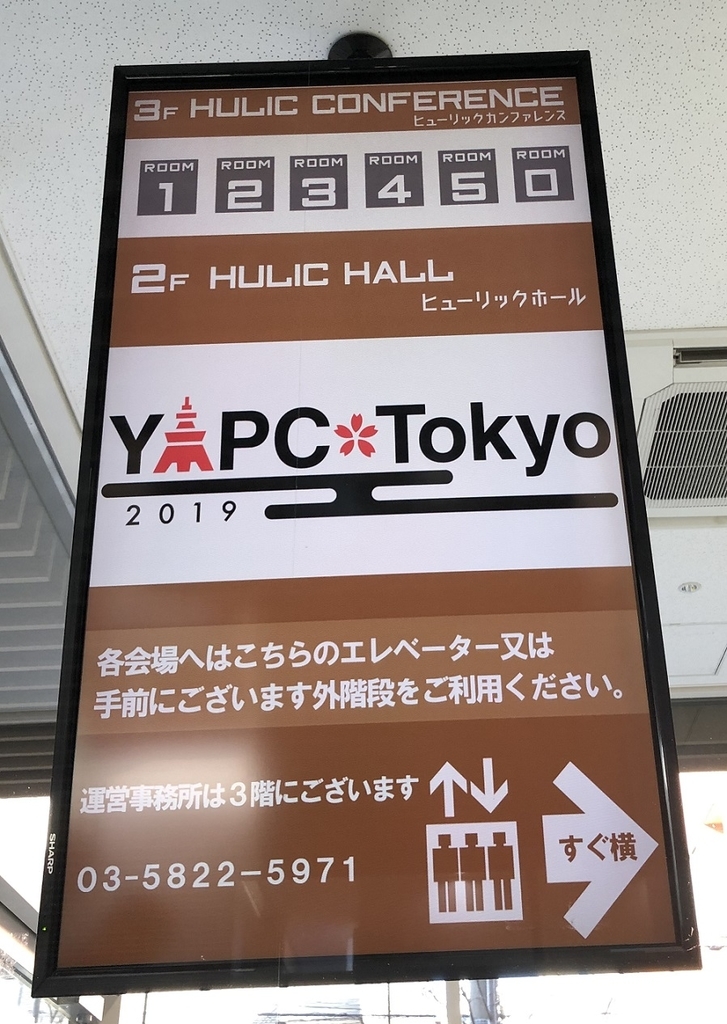 3F HULIC CONFERENCE
ヒューリックカンファレンス
ROOM 1 ROOM 2 ROOM 3 ROOM 4 ROOM 5 ROOM 0
2F HULIC HALL
ヒューリックホール
YAPC Tokyo
2019
各会場へはこちらのエレベーター又は
手前にございます外階段をご利用ください。
運営事務所は3階にございます
すぐ横
03-5822-5971
SHARP